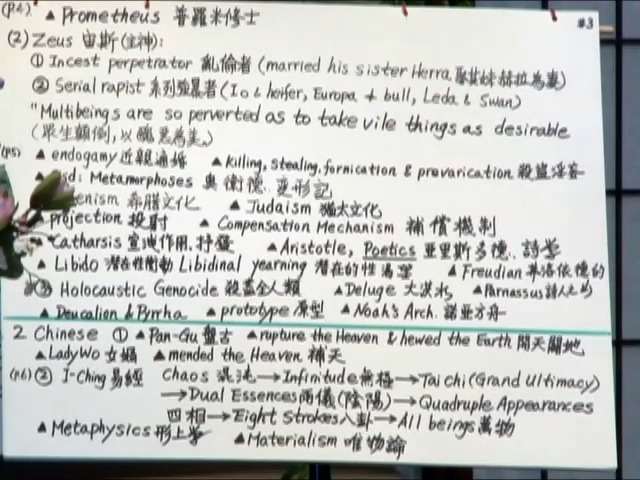 (p4) ▲ Prometheus 普羅米修士 #3
(2) Zeus 宙斯(主神):
① Incest perpetrator 亂倫者 (married his sister Herra 娶其妹赫拉為妻)
② Serial rapist 系列強暴者 (Io & heifer, Europa + bull, Leda & Swan)
"Multibeings are so perverted as to take vile things as desirable
(眾生顛倒,以醜惡為美。)
(p5) ▲ endogamy 近親通婚 ▲ killing, stealing, fornication & prevarication 殺盜淫妄
Metamorphoses 奧衛德 變形記
希腊文化 ▲ Judaism 猶太文化
projection 投射 ▲ Compensation Mechanism 補償機制
Catharsis 宣洩作用 抒發 ▲ Aristotle, Poetics 亚里斯多德 詩學
▲ Libido 潛在性衝動 Libidinal yearning 潛在的性渴望 ▲ Freudian 弗洛依德的
③ Holocaustic Genocide 殺盡全人類 ▲ Deluge 大洪水 ▲ Parnassus
▲ Deucalion & Pyrrha ▲ prototype 原型 ▲ Noah's Arch. 諾亞方舟
2 Chinese ① ▲ Pan-Gu 盤古 ▲ rupture the Heaven & hewed the Earth 開天闢地
▲ Lady Wo 女媧 ▲ mended the Heaven 補天
(p6) ② I-Ching 易經 Chaos 混沌→Infinitude 無極→Tai chi (Grand Ultimacy)
→Dual Essences 兩儀(陰陽)→Quadruple Appearances
四相→Eight Strokes 八卦→All beings 萬物
▲ Metaphysics 形上學 ▲ Materialism 唯物論